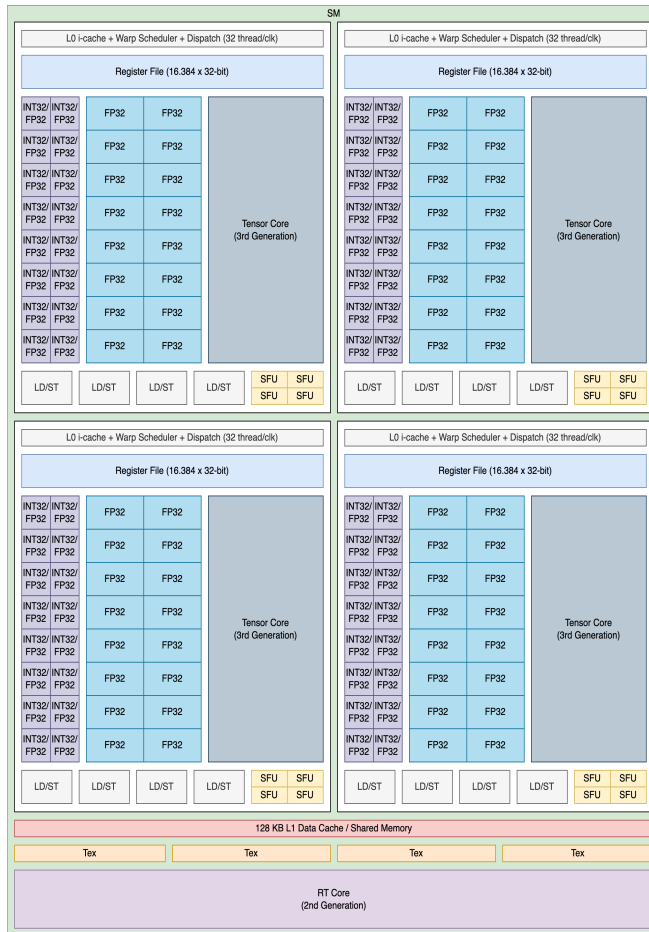 SM
L0 i-cache + Warp Scheduler + Dispatch (32 thread/clk)
Register File (16.384 x 32-bit)
INT32/ INT32/
FP32 FP32
INT32/ INT32/
FP32 FP32
INT32/ INT32/
FP32 FP32
INT32/ INT32/
FP32 FP32
INT32/ INT32/
FP32 FP32
INT32/ INT32/
FP32 FP32
INT32/ INT32/
FP32 FP32
INT32/ INT32/
FP32 FP32
FP32 FP32
FP32 FP32
FP32 FP32
FP32 FP32
FP32 FP32
FP32 FP32
FP32 FP32
FP32 FP32
Tensor Core
(3rd Generation)
LD/ST LD/ST LD/ST LD/ST
SFU SFU
SFU SFU
L0 i-cache + Warp Scheduler + Dispatch (32 thread/clk)
Register File (16.384 x 32-bit)
INT32/ INT32/
FP32 FP32
INT32/ INT32/
FP32 FP32
INT32/ INT32/
FP32 FP32
INT32/ INT32/
FP32 FP32
INT32/ INT32/
FP32 FP32
INT32/ INT32/
FP32 FP32
INT32/ INT32/
FP32 FP32
INT32/ INT32/
FP32 FP32
FP32 FP32
FP32 FP32
FP32 FP32
FP32 FP32
FP32 FP32
FP32 FP32
FP32 FP32
FP32 FP32
Tensor Core
(3rd Generation)
LD/ST LD/ST LD/ST LD/ST
SFU SFU
SFU SFU
L0 i-cache + Warp Scheduler + Dispatch (32 thread/clk)
Register File (16.384 x 32-bit)
INT32/ INT32/
FP32 FP32
INT32/ INT32/
FP32 FP32
INT32/ INT32/
FP32 FP32
INT32/ INT32/
FP32 FP32
INT32/ INT32/
FP32 FP32
INT32/ INT32/
FP32 FP32
INT32/ INT32/
FP32 FP32
INT32/ INT32/
FP32 FP32
FP32 FP32
FP32 FP32
FP32 FP32
FP32 FP32
FP32 FP32
FP32 FP32
FP32 FP32
FP32 FP32
Tensor Core
(3rd Generation)
LD/ST LD/ST LD/ST LD/ST
SFU SFU
SFU SFU
L0 i-cache + Warp Scheduler + Dispatch (32 thread/clk)
Register File (16.384 x 32-bit)
INT32/ INT32/
FP32 FP32
INT32/ INT32/
FP32 FP32
INT32/ INT32/
FP32 FP32
INT32/ INT32/
FP32 FP32
INT32/ INT32/
FP32 FP32
INT32/ INT32/
FP32 FP32
INT32/ INT32/
FP32 FP32
INT32/ INT32/
FP32 FP32
FP32 FP32
FP32 FP32
FP32 FP32
FP32 FP32
FP32 FP32
FP32 FP32
FP32 FP32
FP32 FP32
Tensor Core
(3rd Generation)
LD/ST LD/ST LD/ST LD/ST
SFU SFU
SFU SFU
128 KB L1 Data Cache / Shared Memory
Tex Tex Tex Tex
RT Core
(2nd Generation)